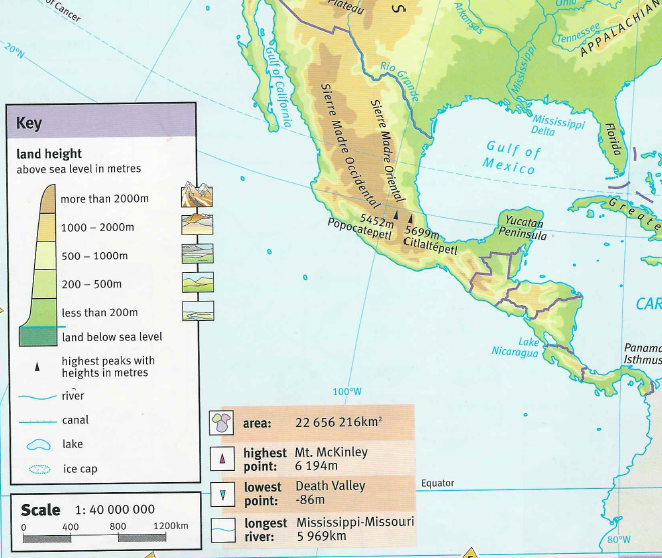 of Cancer
20°N
Plateau
S
Gulf of California
Rio Grande
Arkansas
Ohio
Tennessee
APPALACHIAN
Mississippi
Mississippi
Delta
Florida
Gulf of
Mexico
Sierre Madre Occidental
Sierre Madre Oriental
5452m
Popocatepetl
5699m
Citlaltépetl
Yucatan
Peninsula
Greate
CAR
Lake
Nicaragua
Panama
Isthmus
100°W
Equator
80°W
Key
land height
above sea level in metres
more than 2000m
1000 – 2000m
500 – 1000m
200 – 500m
less than 200m
land below sea level
highest peaks with
heights in metres
river
canal
lake
ice cap
Scale 1: 40 000 000
0 400 800 1200km
area: 22 656 216km²
highest point: Mt. McKinley
6 194m
lowest point: Death Valley
-86m
longest river: Mississippi-Missouri
5 969km